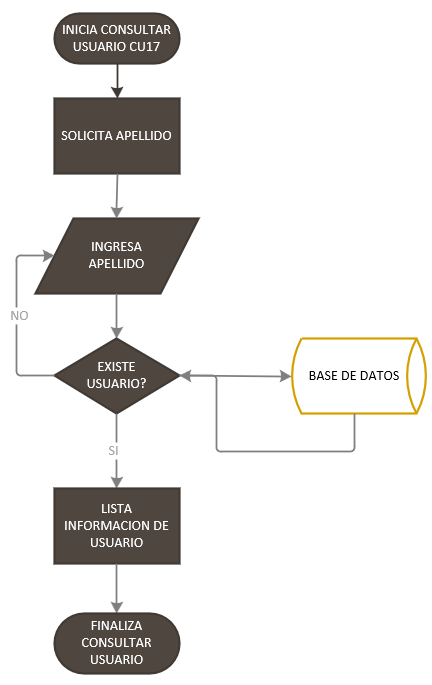 INICIA CONSULTAR
USUARIO CU17
SOLICITA APELLIDO
INGRESA
APELLIDO
NO
EXISTE
USUARIO?
BASE DE DATOS
SI
LISTA
INFORMACION DE
USUARIO
FINALIZA
CONSULTAR
USUARIO